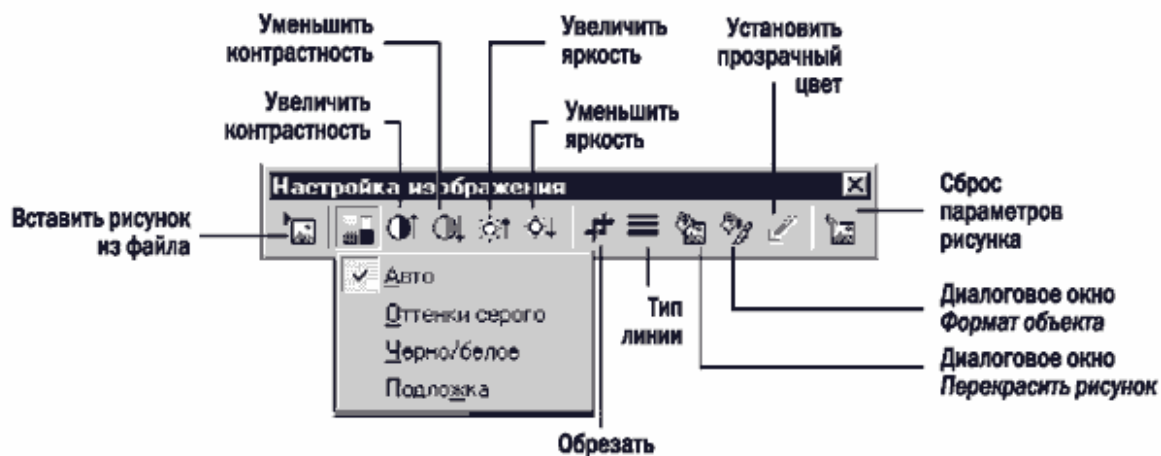 Уменьшить
контрастность
Увеличить
яркость
Установить
прозрачный
цвет
Увеличить
контрастность
Уменьшить
яркость
Настройка изображения
Вставить рисунок
из файла
Сброс
параметров
рисунка
Авто
Оттенки серого
Черно/белое
Подложка
Тип
линии
Диалоговое окно
Формат объекта
Диалоговое окно
Перекрасить рисунок
Обрезать